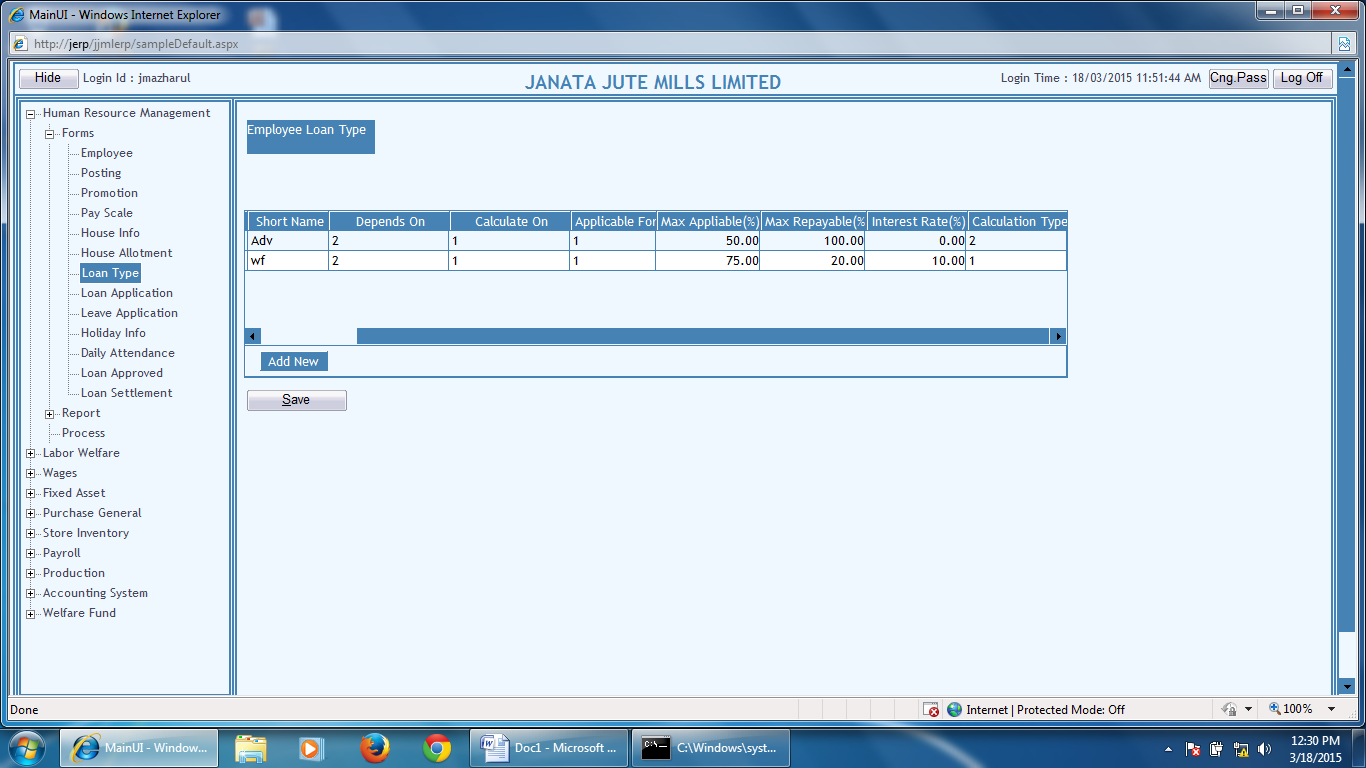 MainUI - Windows Internet Explorer
http://jerp/jjmlerp/sampleDefault.aspx
Hide Login Id : jmazharul JANATA JUTE MILLS LIMITED Login Time : 18/03/2015 11:51:44 AM Cng.Pass Log Off
Human Resource Management
Forms
Employee
Posting
Promotion
Pay Scale
House Info
House Allotment
Loan Type
Loan Application
Leave Application
Holiday Info
Daily Attendance
Loan Approved
Loan Settlement
Report
Process
Labor Welfare
Wages
Fixed Asset
Purchase General
Store Inventory
Payroll
Production
Accounting System
Welfare Fund
Employee Loan Type
Short Name Depends On Calculate On Applicable For Max Appliable(%) Max Repayable(% Interest Rate(%) Calculation Type
Adv 2 1 1 50.00 100.00 0.00 2
wf 2 1 1 75.00 20.00 10.00 1
Add New
Save
Done Internet | Protected Mode: Off 100%
MainUI - Window... Doc1 - Microsoft ... C:\Windows\syst... 12:30 PM
3/18/2015